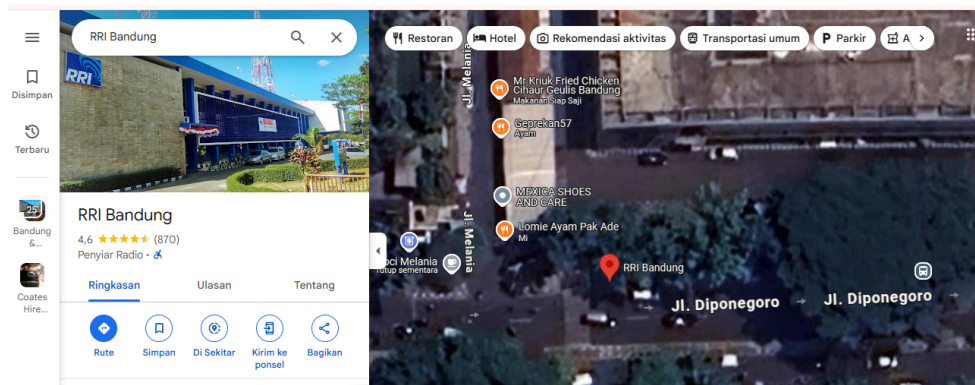 RRI Bandung
Disimpan
Terbaru
25
Bandung
&...
Coates
Hire...
RRI
RRI Bandung
4,6
(870)
Penyiar Radio ·
Ringkasan
Ulasan
Tentang
Rute
Simpan
Di Sekitar
Kirim ke
ponsel
Bagikan
Restoran
Hotel
Rekomendasi aktivitas
Transportasi umum
P Parkir
A
Jl. Melania
Mr Kriuk Fried Chicken
Cihaur Geulis Bandung
Makanan Siap Saji
Geprekan57
Ayam
MEXICA SHOES
AND CARE
Lomie Ayam Pak Ade
Mi
Jl. Melania
oci Melania
utup sementara
RRI Bandung
Jl. Diponegoro
Jl. Diponegoro